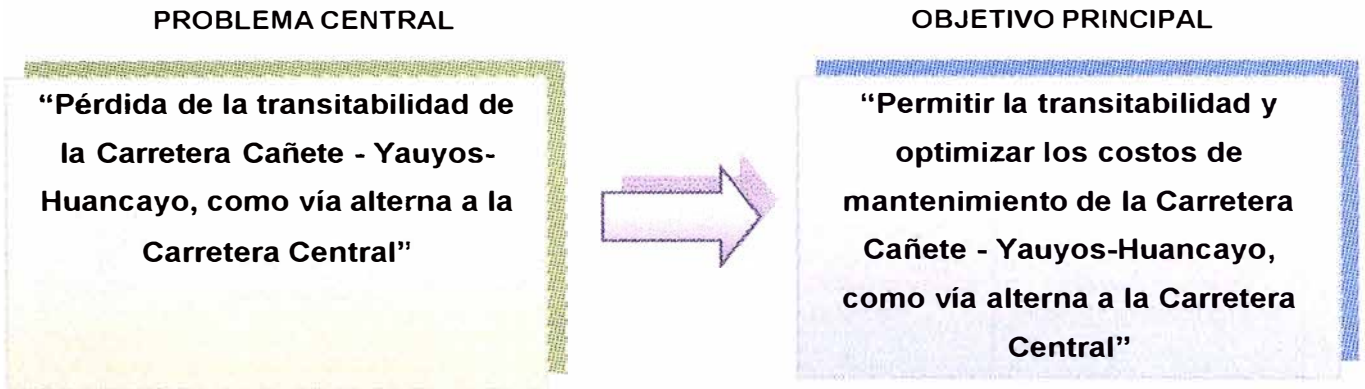 PROBLEMA CENTRAL
“Pérdida de la transitabilidad de
la Carretera Cañete - Yauyos-
Huancayo, como vía alterna a la
Carretera Central”
OBJETIVO PRINCIPAL
“Permitir la transitabilidad y
optimizar los costos de
mantenimiento de la Carretera
Cañete - Yauyos-Huancayo,
como vía alterna a la Carretera
Central”